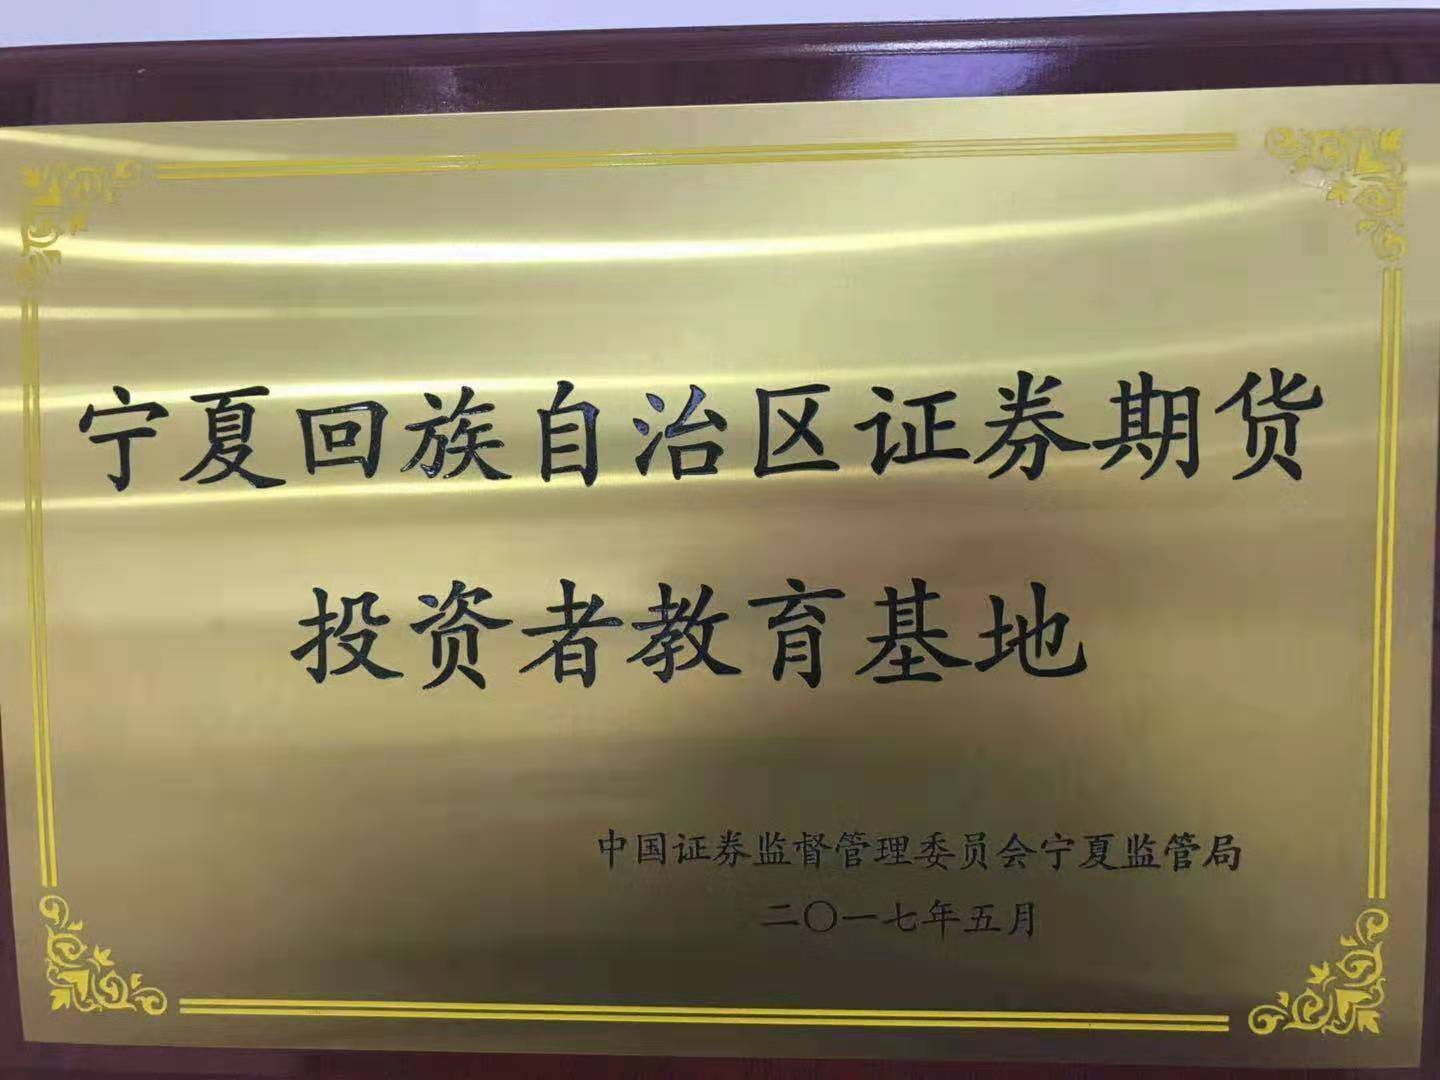 宁夏回族自治区证券期货
投资者教育基地
中国证券监督管理委员会宁夏监管局
二〇一七年五月